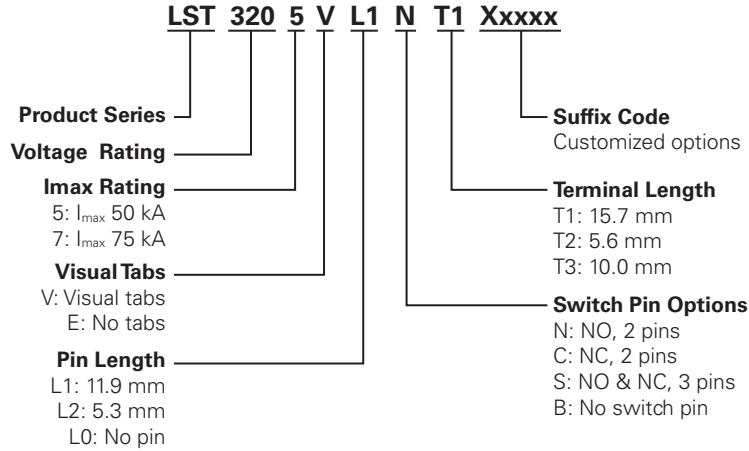 LST 320 5 V L1 N T1 Xxxxx
Product Series
Voltage Rating
Imax Rating
5: Imax 50 kA
7: Imax 75 kA
Visual Tabs
V: Visual tabs
E: No tabs
Pin Length
L1: 11.9 mm
L2: 5.3 mm
L0: No pin
Suffix Code
Customized options
Terminal Length
T1: 15.7 mm
T2: 5.6 mm
T3: 10.0 mm
Switch Pin Options
N: NO, 2 pins
C: NC, 2 pins
S: NO & NC, 3 pins
B: No switch pin